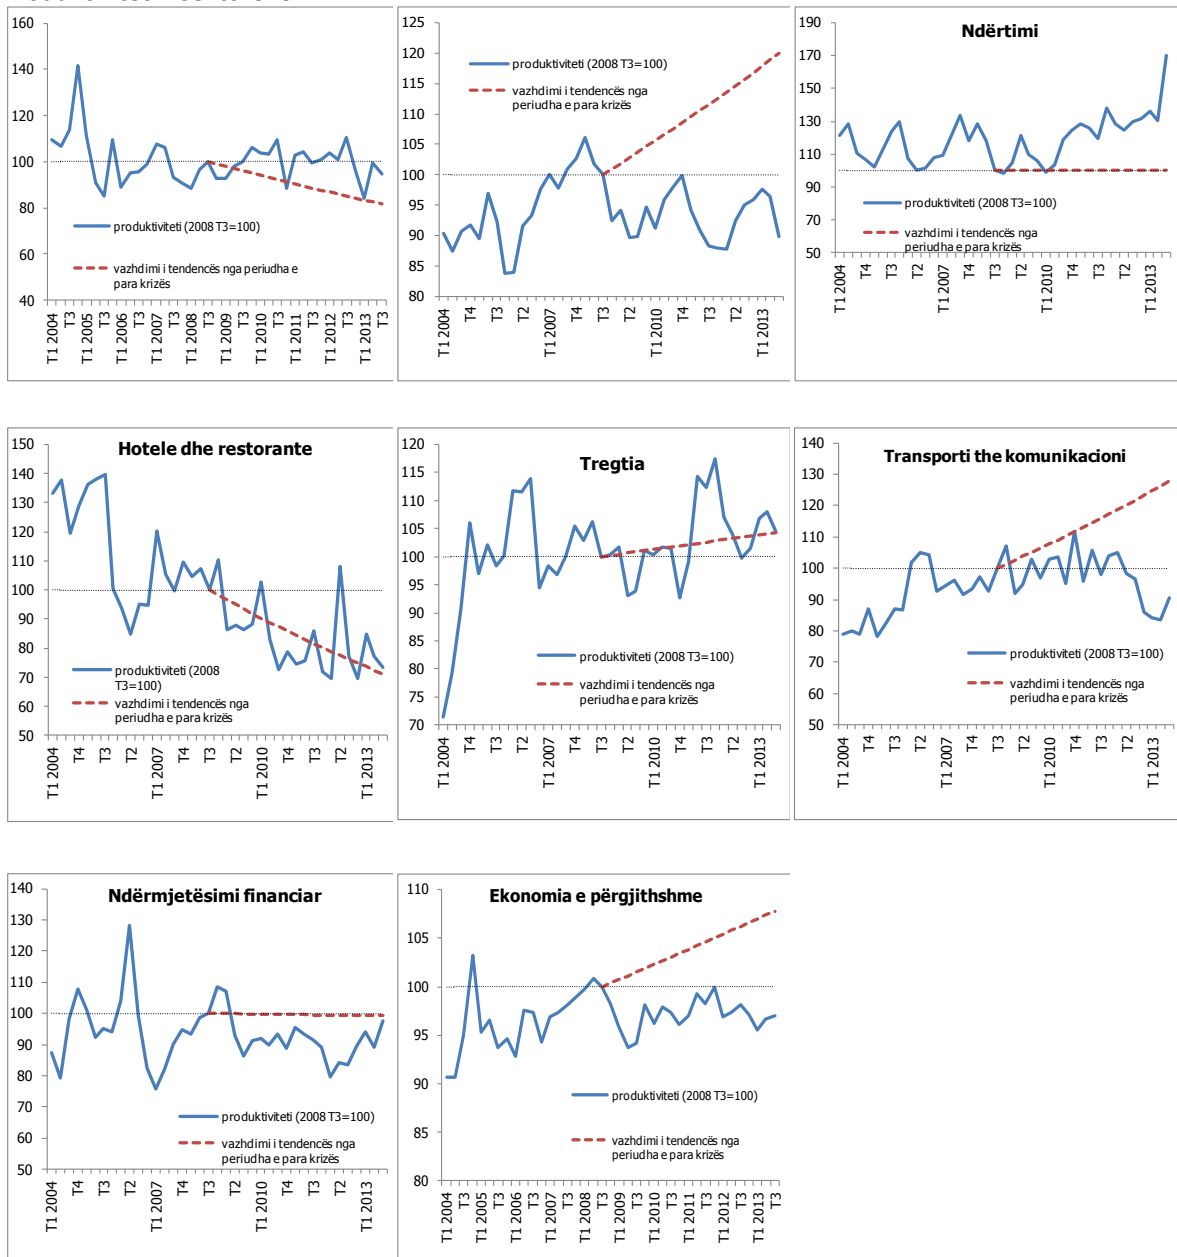 160
140
120
100
80
60
40
produktiviteti (2008 T3=100)
vazhdimi i tendencës nga periudha e
para krizës
T1 2004
T3
T1 2005
T3
T1 2006
T3
T1 2007
T3
T1 2008
T3
T1 2009
T3
T1 2010
T3
T1 2011
T3
T1 2012
T3
T1 2013
T3
125
120
115
110
105
100
95
90
85
80
produktiviteti (2008 T3=100)
vazhdimi i tendencës nga
periudha e para krizës
T1 2004
T4
T3
T2
T1 2007
T4
T3
T2
T1 2010
T4
T3
T2
T1 2013
Ndërtimi
190
170
150
130
110
90
70
50
produktiviteti (2008 T3=100)
vazhdimi i tendencës nga
periudha e para krizës
T1 2004
T4
T3
T2
T1 2007
T4
T3
T2
T1 2010
T4
T3
T2
T1 2013
Hotele dhe restorante
150
140
130
120
110
100
90
80
70
60
50
produktiviteti (2008
T3=100)
vazhdimi i tendencës nga
periudha e para krizës
T1 2004
T4
T3
T2
T1 2007
T4
T3
T2
T1 2010
T4
T3
T2
T1 2013
Tregtia
120
115
110
105
100
95
90
85
80
75
70
produktiviteti (2008 T3=100)
vazhdimi i tendencës nga
periudha e para krizës
T1 2004
T4
T3
T2
T1 2007
T4
T3
T2
T1 2010
T4
T3
T2
T1 2013
Transporti the komunikacioni
140
130
120
110
100
90
80
70
60
50
produktiviteti (2008 T3=100)
vazhdimi i tendencës nga
periudha e para krizës
T1 2004
T4
T3
T2
T1 2007
T4
T3
T2
T1 2010
T4
T3
T2
T1 2013
Ndërmjetësimi financiar
140
130
120
110
100
90
80
70
60
50
produktiviteti (2008 T3=100)
vazhdimi i tendencës nga
periudha e para krizës
T1 2004
T4
T3
T2
T1 2007
T4
T3
T2
T1 2010
T4
T3
T2
T1 2013
Ekonomia e përgjithshme
110
105
100
95
90
85
80
produktiviteti (2008 T3=100)
vazhdimi i tendencës nga
periudha e para krizës
T1 2004
T3
T1 2005
T3
T1 2006
T3
T1 2007
T3
T1 2008
T3
T1 2009
T3
T1 2010
T3
T1 2011
T3
T1 2012
T3
T1 2013
T3